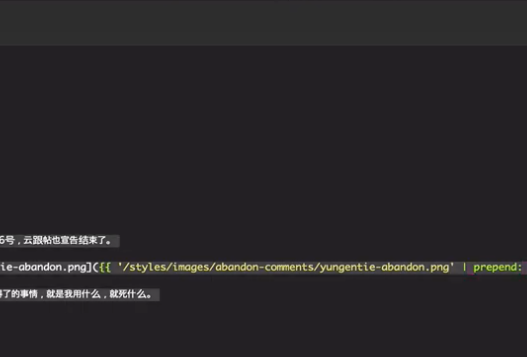 6号，云跟帖也宣告结束了。
ie-abandon.png]({{ '/styles/images/abandon-comments/yungentie-abandon.png' | prepend:
了的事情，就是我用什么，就死什么。